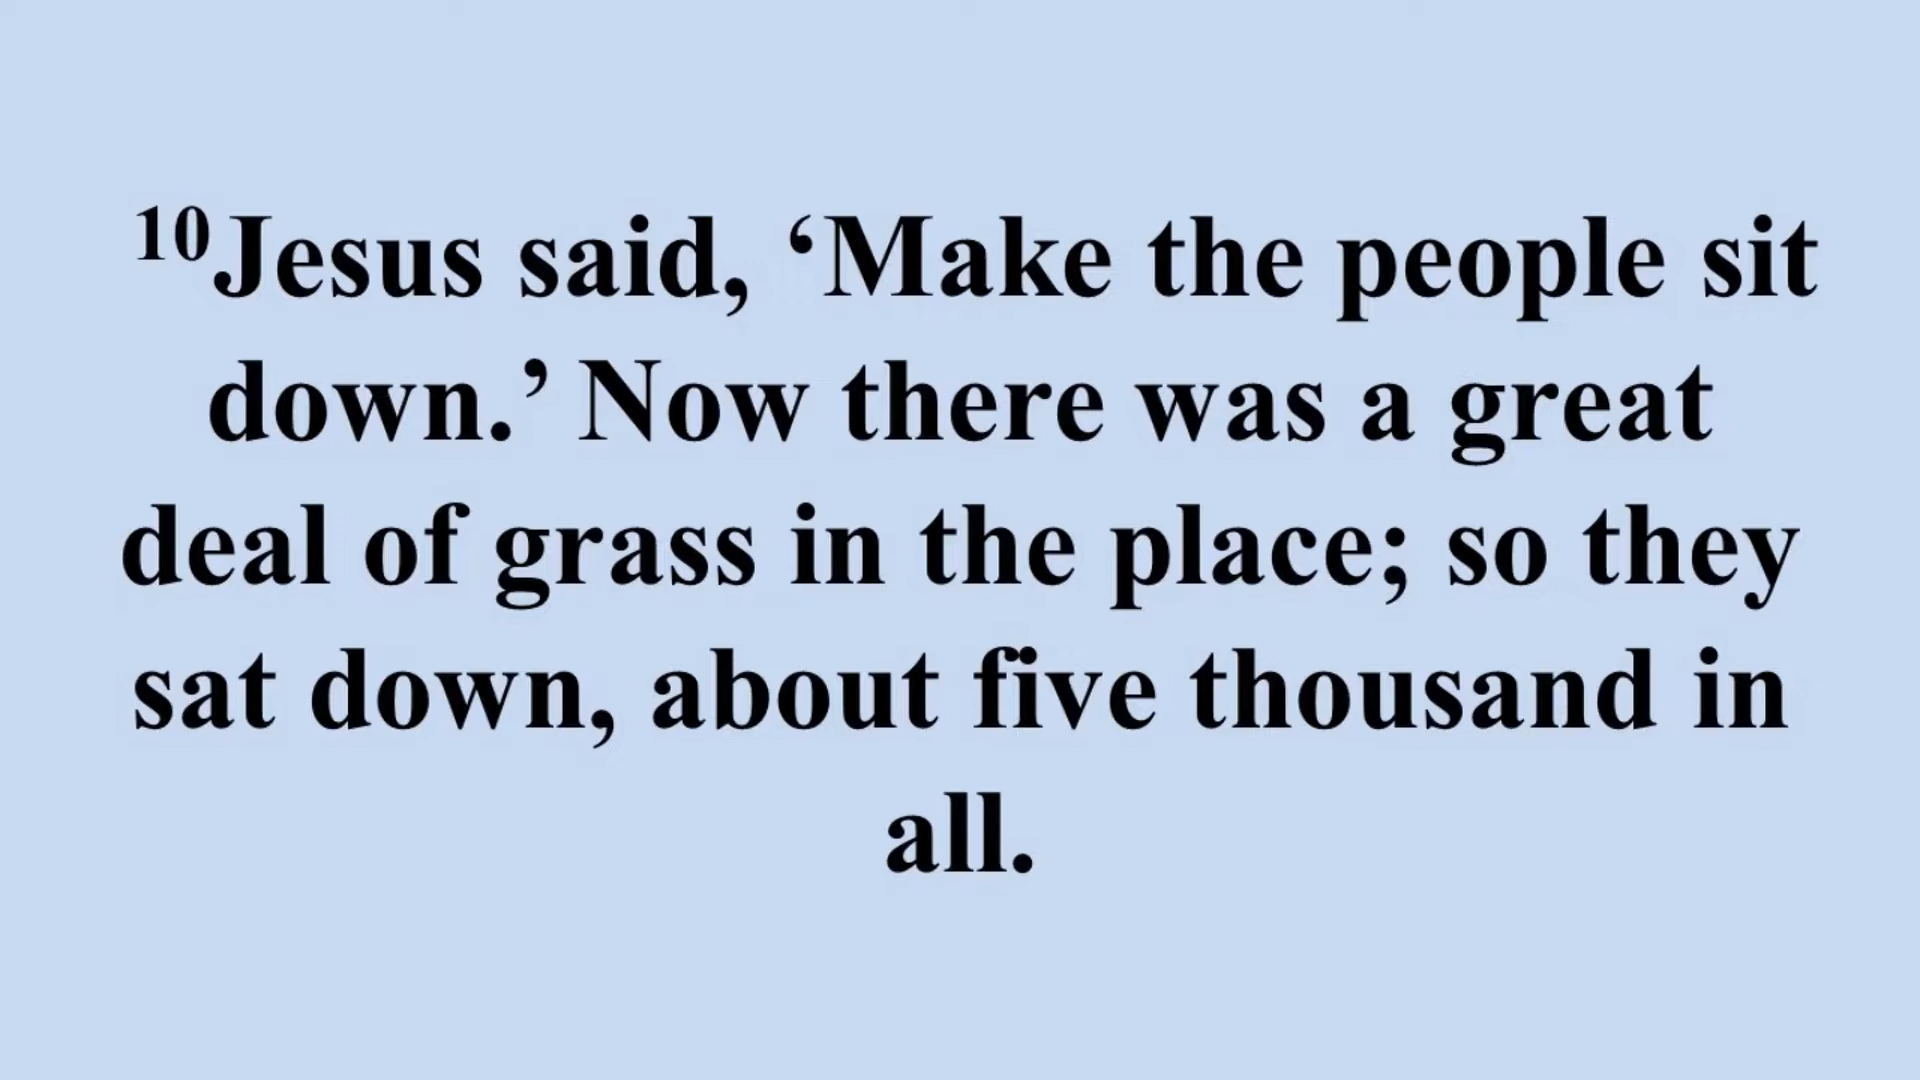 10Jesus said, ‘Make the people sit
down.’ Now there was a great
deal of grass in the place; so they
sat down, about five thousand in
all.